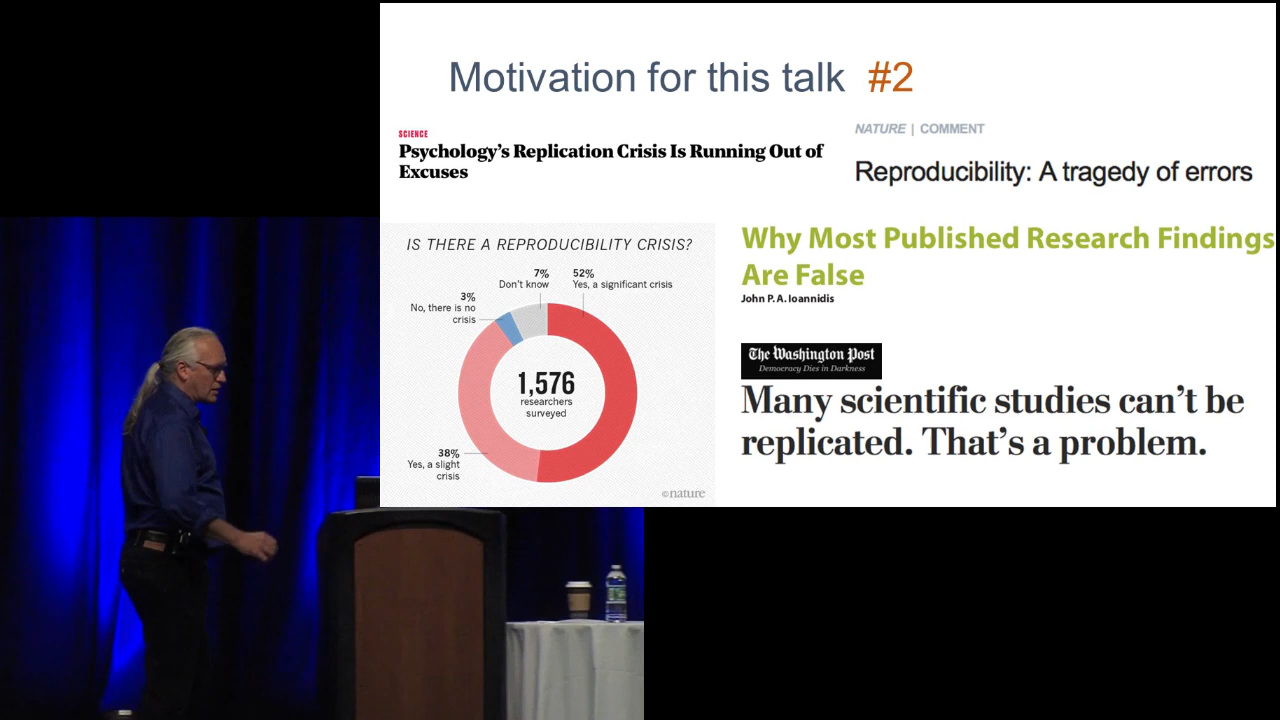 Motivation for this talk #2
SCIENCE
Psychology's Replication Crisis Is Running Out of
Excuses
NATURE | COMMENT
Reproducibility: A tragedy of errors
IS THERE A REPRODUCIBILITY CRISIS?
7%
Don't know
52%
Yes, a significant crisis
3%
No, there is no
crisis
1,576
researchers
surveyed
38%
Yes, a slight
crisis
©nature
Why Most Published Research Findings
Are False
John P. A. Ioannidis
The Washington Post
Democracy Dies in Darkness
Many scientific studies can't be
replicated. That's a problem.